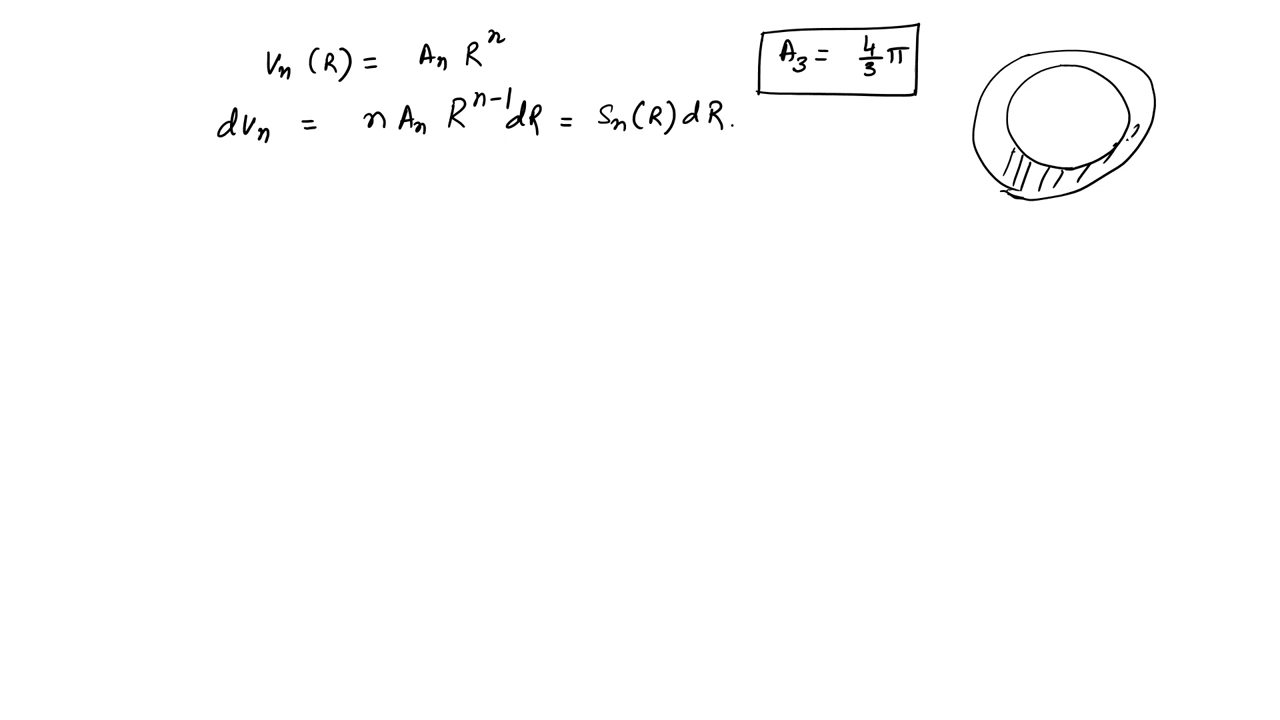 Vn (R) = An R^n
A3 = 4/3 π
dVn = n An R^n-1 dR = Sn(R) dR.